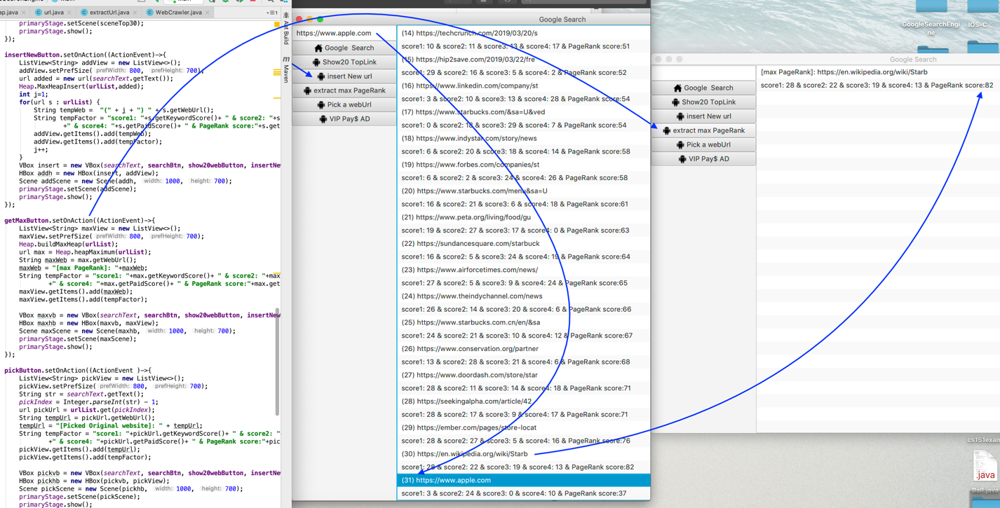 ap.java
url.java
extractUrl.java
WebCrawler.java
primaryStage.setScene(sceneTop30);
primaryStage.show();
});
insertNewButton.setOnAction((ActionEvent)->{
ListView<String> addView = new ListView<>();
addView.setPrefSize( prefWidth: 800, prefHeight: 700);
url added = new url(searchText.getText());
Heap.MaxHeapInsert(urlList,added);
int j=1;
for(url s : urlList) {
String tempWeb = "(" + j + ") " + s.getWebUrl();
String tempFactor = "score1: "+s.getKeywordScore()+ " & score2: "+s
+" & score4: "+s.getPaidScore()+ " & PageRank score:"+s.get
addView.getItems().add(tempWeb);
addView.getItems().add(tempFactor);
j++;
}
VBox insert = new VBox(searchText, searchBtn, show20webButton, insertNew
HBox addh = new HBox(insert, addView);
Scene addScene = new Scene(addh, width: 1000, height: 700);
primaryStage.setScene(addScene);
primaryStage.show();
});
getMaxButton.setOnAction((ActionEvent)->{
ListView<String> maxView = new ListView<>();
maxView.setPrefSize( prefWidth: 800, prefHeight: 700);
Heap.buildMaxHeap(urlList);
url max = Heap.heapMaximum(urlList);
String maxWeb = max.getWebUrl();
maxWeb = "[max PageRank]: "+maxWeb;
String tempFactor = "score1: "+max.getKeywordScore()+ " & score2: "+max
+" & score4: "+max.getPaidScore()+ " & PageRank score:"+max.get
maxView.getItems().add(maxWeb);
maxView.getItems().add(tempFactor);
VBox maxvb = new VBox(searchText, searchBtn, show20webButton, insertNew
HBox maxhb = new HBox(maxvb, maxView);
Scene maxScene = new Scene(maxhb, width: 1000, height: 700);
primaryStage.setScene(maxScene);
primaryStage.show();
});
pickButton.setOnAction((ActionEvent )->{
ListView<String> pickView = new ListView<>();
pickView.setPrefSize( prefWidth: 800, prefHeight: 700);
String str = searchText.getText();
pickIndex = Integer.parseInt(str) - 1;
url pickUrl = urlList.get(pickIndex);
String tempUrl = pickUrl.getWebUrl();
tempUrl = "[Picked Original website]: " + tempUrl;
String tempFactor = "score1: "+pickUrl.getKeywordScore()+ " & score2: "
+" & score4: "+pickUrl.getPaidScore()+ " & PageRank score:"+pic
pickView.getItems().add(tempUrl);
pickView.getItems().add(tempFactor);
VBox pickvb = new VBox(searchText, searchBtn, show20webButton, insertNew
HBox pickhb = new HBox(pickvb, pickView);
Scene pickScene = new Scene(pickhb, width: 1000, height: 700);
primaryStage.setScene(pickScene);
primaryStage.show();
Ant Build
Maven
Google Search
https://www.apple.com
Google Search
Show20 TopLink
insert New url
extract max PageRank
Pick a webUrl
VIP Pay$ AD
(14) https://techcrunch.com/2019/03/20/s
score1: 10 & score2: 11 & score3: 13 & score4: 17 & PageRank score:51
(15) https://hip2save.com/2019/03/22/fre
score1: 29 & score2: 16 & score3: 5 & score4: 2 & PageRank score:52
(16) https://www.linkedin.com/company/st
score1: 3 & score2: 10 & score3: 13 & score4: 28 & PageRank score:54
(17) https://www.starbucks.com/&sa=U&ved
score1: 0 & score2: 18 & score3: 29 & score4: 7 & PageRank score:54
(18) https://www.indystar.com/story/news
score1: 6 & score2: 20 & score3: 18 & score4: 14 & PageRank score:58
(19) https://www.forbes.com/companies/st
score1: 6 & score2: 2 & score3: 24 & score4: 26 & PageRank score:58
(20) https://www.starbucks.com/menu&sa=U
score1: 16 & score2: 21 & score3: 6 & score4: 18 & PageRank score:61
(21) https://www.peta.org/living/food/gu
score1: 19 & score2: 27 & score3: 17 & score4: 0 & PageRank score:63
(22) https://sundancesquare.com/starbuck
score1: 16 & score2: 5 & score3: 24 & score4: 19 & PageRank score:64
(23) https://www.airforcetimes.com/news/
score1: 27 & score2: 5 & score3: 9 & score4: 24 & PageRank score:65
(24) https://www.theindychannel.com/news
score1: 26 & score2: 14 & score3: 20 & score4: 6 & PageRank score:66
(25) https://www.starbucks.com.cn/en/&sa
score1: 24 & score2: 21 & score3: 10 & score4: 12 & PageRank score:67
(26) https://www.conservation.org/partner
score1: 13 & score2: 28 & score3: 21 & score4: 6 & PageRank score:68
(27) https://www.doordash.com/store/star
score1: 28 & score2: 11 & score3: 14 & score4: 18 & PageRank score:71
(28) https://seekingalpha.com/article/42
score1: 28 & score2: 17 & score3: 9 & score4: 17 & PageRank score:71
(29) https://ember.com/pages/store-locat
score1: 28 & score2: 27 & score3: 5 & score4: 16 & PageRank score:76
(30) https://en.wikipedia.org/wiki/Starb
score1: 28 & score2: 22 & score3: 19 & score4: 13 & PageRank score:82
(31) https://www.apple.com
score1: 3 & score2: 24 & score3: 0 & score4: 10 & PageRank score:37
GoogleSearchEngi
ne
IOS-C
Google Search
Google Search
Show20 TopLink
insert New url
extract max PageRank
Pick a webUrl
VIP Pay$ AD
[max PageRank]: https://en.wikipedia.org/wiki/Starb
score1: 28 & score2: 22 & score3: 19 & score4: 13 & PageRank score:82
cs151exam
.java
Ball.java